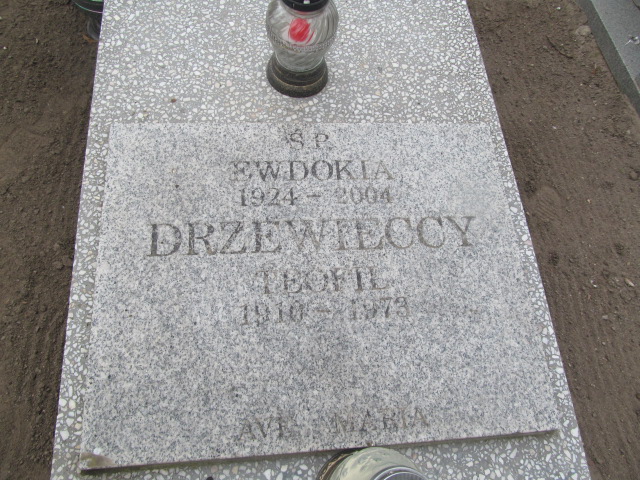 Ś.P.
EWDOKIA
1924 - 2004
DRZEWIECCY
TEOFIL
1910 - 1973
AVE MARIA